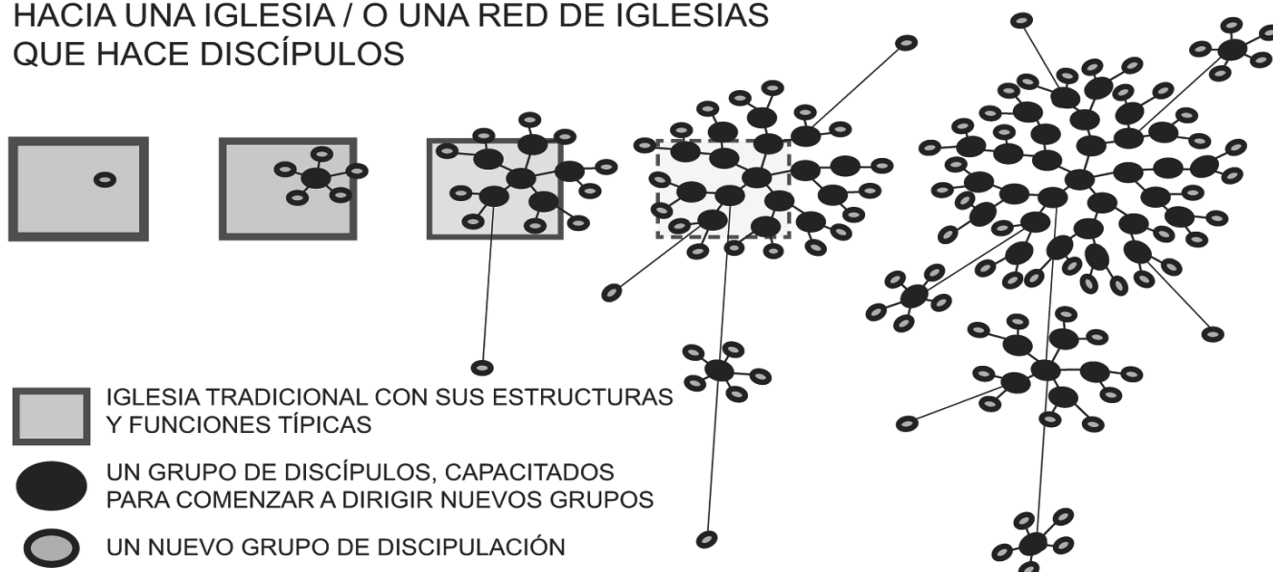 HACIA UNA IGLESIA / O UNA RED DE IGLESIAS
QUE HACE DISCÍPULOS
IGLESIA TRADICIONAL CON SUS ESTRUCTURAS
Y FUNCIONES TÍPICAS
UN GRUPO DE DISCÍPULOS, CAPACITADOS
PARA COMENZAR A DIRIGIR NUEVOS GRUPOS
UN NUEVO GRUPO DE DISCIPULACIÓN